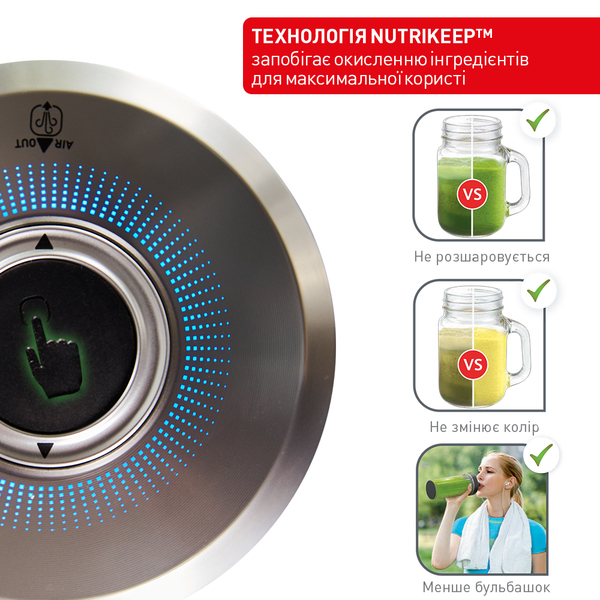 ТЕХНОЛОГІЯ NUTRIKEEP™
запобігає окисленню інгредієнтів
для максимальної користі
AIR OUT
VS
Не розшаровується
VS
Не змінює колір
Менше бульбашок